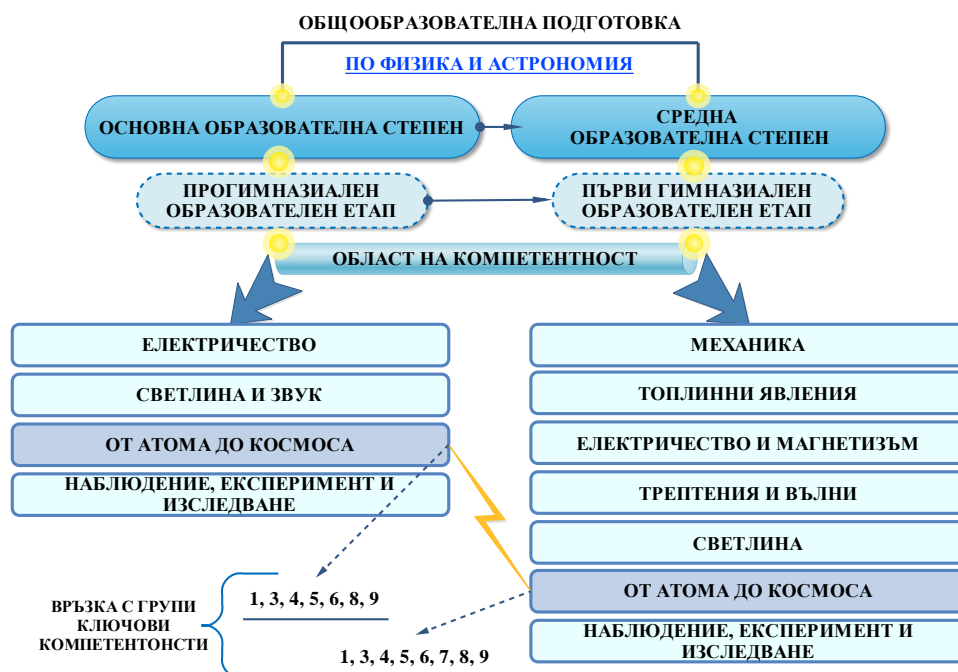 ОБЩООБРАЗОВАТЕЛНА ПОДГОТОВКА
ПО ФИЗИКА И АСТРОНОМИЯ
ОСНОВНА ОБРАЗОВАТЕЛНА СТЕПЕН
СРЕДНА
ОБРАЗОВАТЕЛНА СТЕПЕН
ПРОГИМНАЗИАЛЕН
ОБРАЗОВАТЕЛЕН ЕТАП
ПЪРВИ ГИМНАЗИАЛЕН
ОБРАЗОВАТЕЛЕН ЕТАП
ОБЛАСТ НА КОМПЕТЕНТНОСТ
ЕЛЕКТРИЧЕСТВО
СВЕТЛИНА И ЗВУК
ОТ АТОМА ДО КОСМОСА
НАБЛЮДЕНИЕ, ЕКСПЕРИМЕНТ И
ИЗСЛЕДВАНЕ
МЕХАНИКА
ТОПЛИННИ ЯВЛЕНИЯ
ЕЛЕКТРИЧЕСТВО И МАГНЕТИЗЪМ
ТРЕПТЕНИЯ И ВЪЛНИ
СВЕТЛИНА
ОТ АТОМА ДО КОСМОСА
НАБЛЮДЕНИЕ, ЕКСПЕРИМЕНТ И
ИЗСЛЕДВАНЕ
ВРЪЗКА С ГРУПИ
КЛЮЧОВИ
КОМПЕТЕНТОНСТИ
1, 3, 4, 5, 6, 8, 9
1, 3, 4, 5, 6, 7, 8, 9